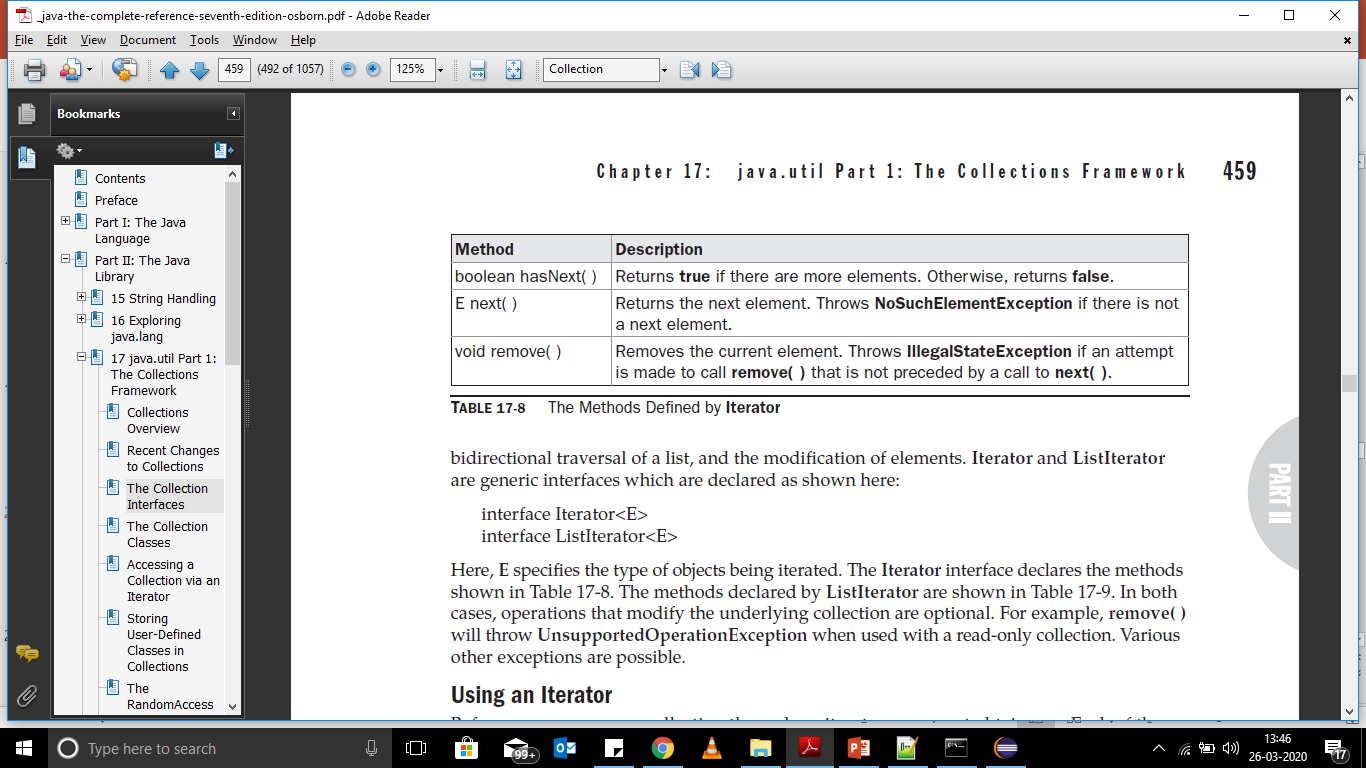 _java-the-complete-reference-seventh-edition-osborn.pdf - Adobe Reader
File Edit View Document Tools Window Help
459 (492 of 1057) 125% Collection
Bookmarks
Contents
Preface
Part I: The Java
Language
Part II: The Java
Library
15 String Handling
16 Exploring
java.lang
17 java.util Part 1:
The Collections
Framework
Collections
Overview
Recent Changes
to Collections
The Collection
Interfaces
The Collection
Classes
Accessing a
Collection via an
Iterator
Storing
User-Defined
Classes in
Collections
The
RandomAccess
Chapter 17: java.util Part 1: The Collections Framework 459
Method Description
boolean hasNext( ) Returns true if there are more elements. Otherwise, returns false.
E next( ) Returns the next element. Throws NoSuchElementException if there is not
a next element.
void remove( ) Removes the current element. Throws IllegalStateException if an attempt
is made to call remove( ) that is not preceded by a call to next( ).
TABLE 17-8 The Methods Defined by Iterator
bidirectional traversal of a list, and the modification of elements. Iterator and ListIterator
are generic interfaces which are declared as shown here:
interface Iterator<E>
interface ListIterator<E>
Here, E specifies the type of objects being iterated. The Iterator interface declares the methods
shown in Table 17-8. The methods declared by ListIterator are shown in Table 17-9. In both
cases, operations that modify the underlying collection are optional. For example, remove( )
will throw UnsupportedOperationException when used with a read-only collection. Various
other exceptions are possible.
PART II
Using an Iterator
Type here to search
99+
13:46
26-03-2020
17